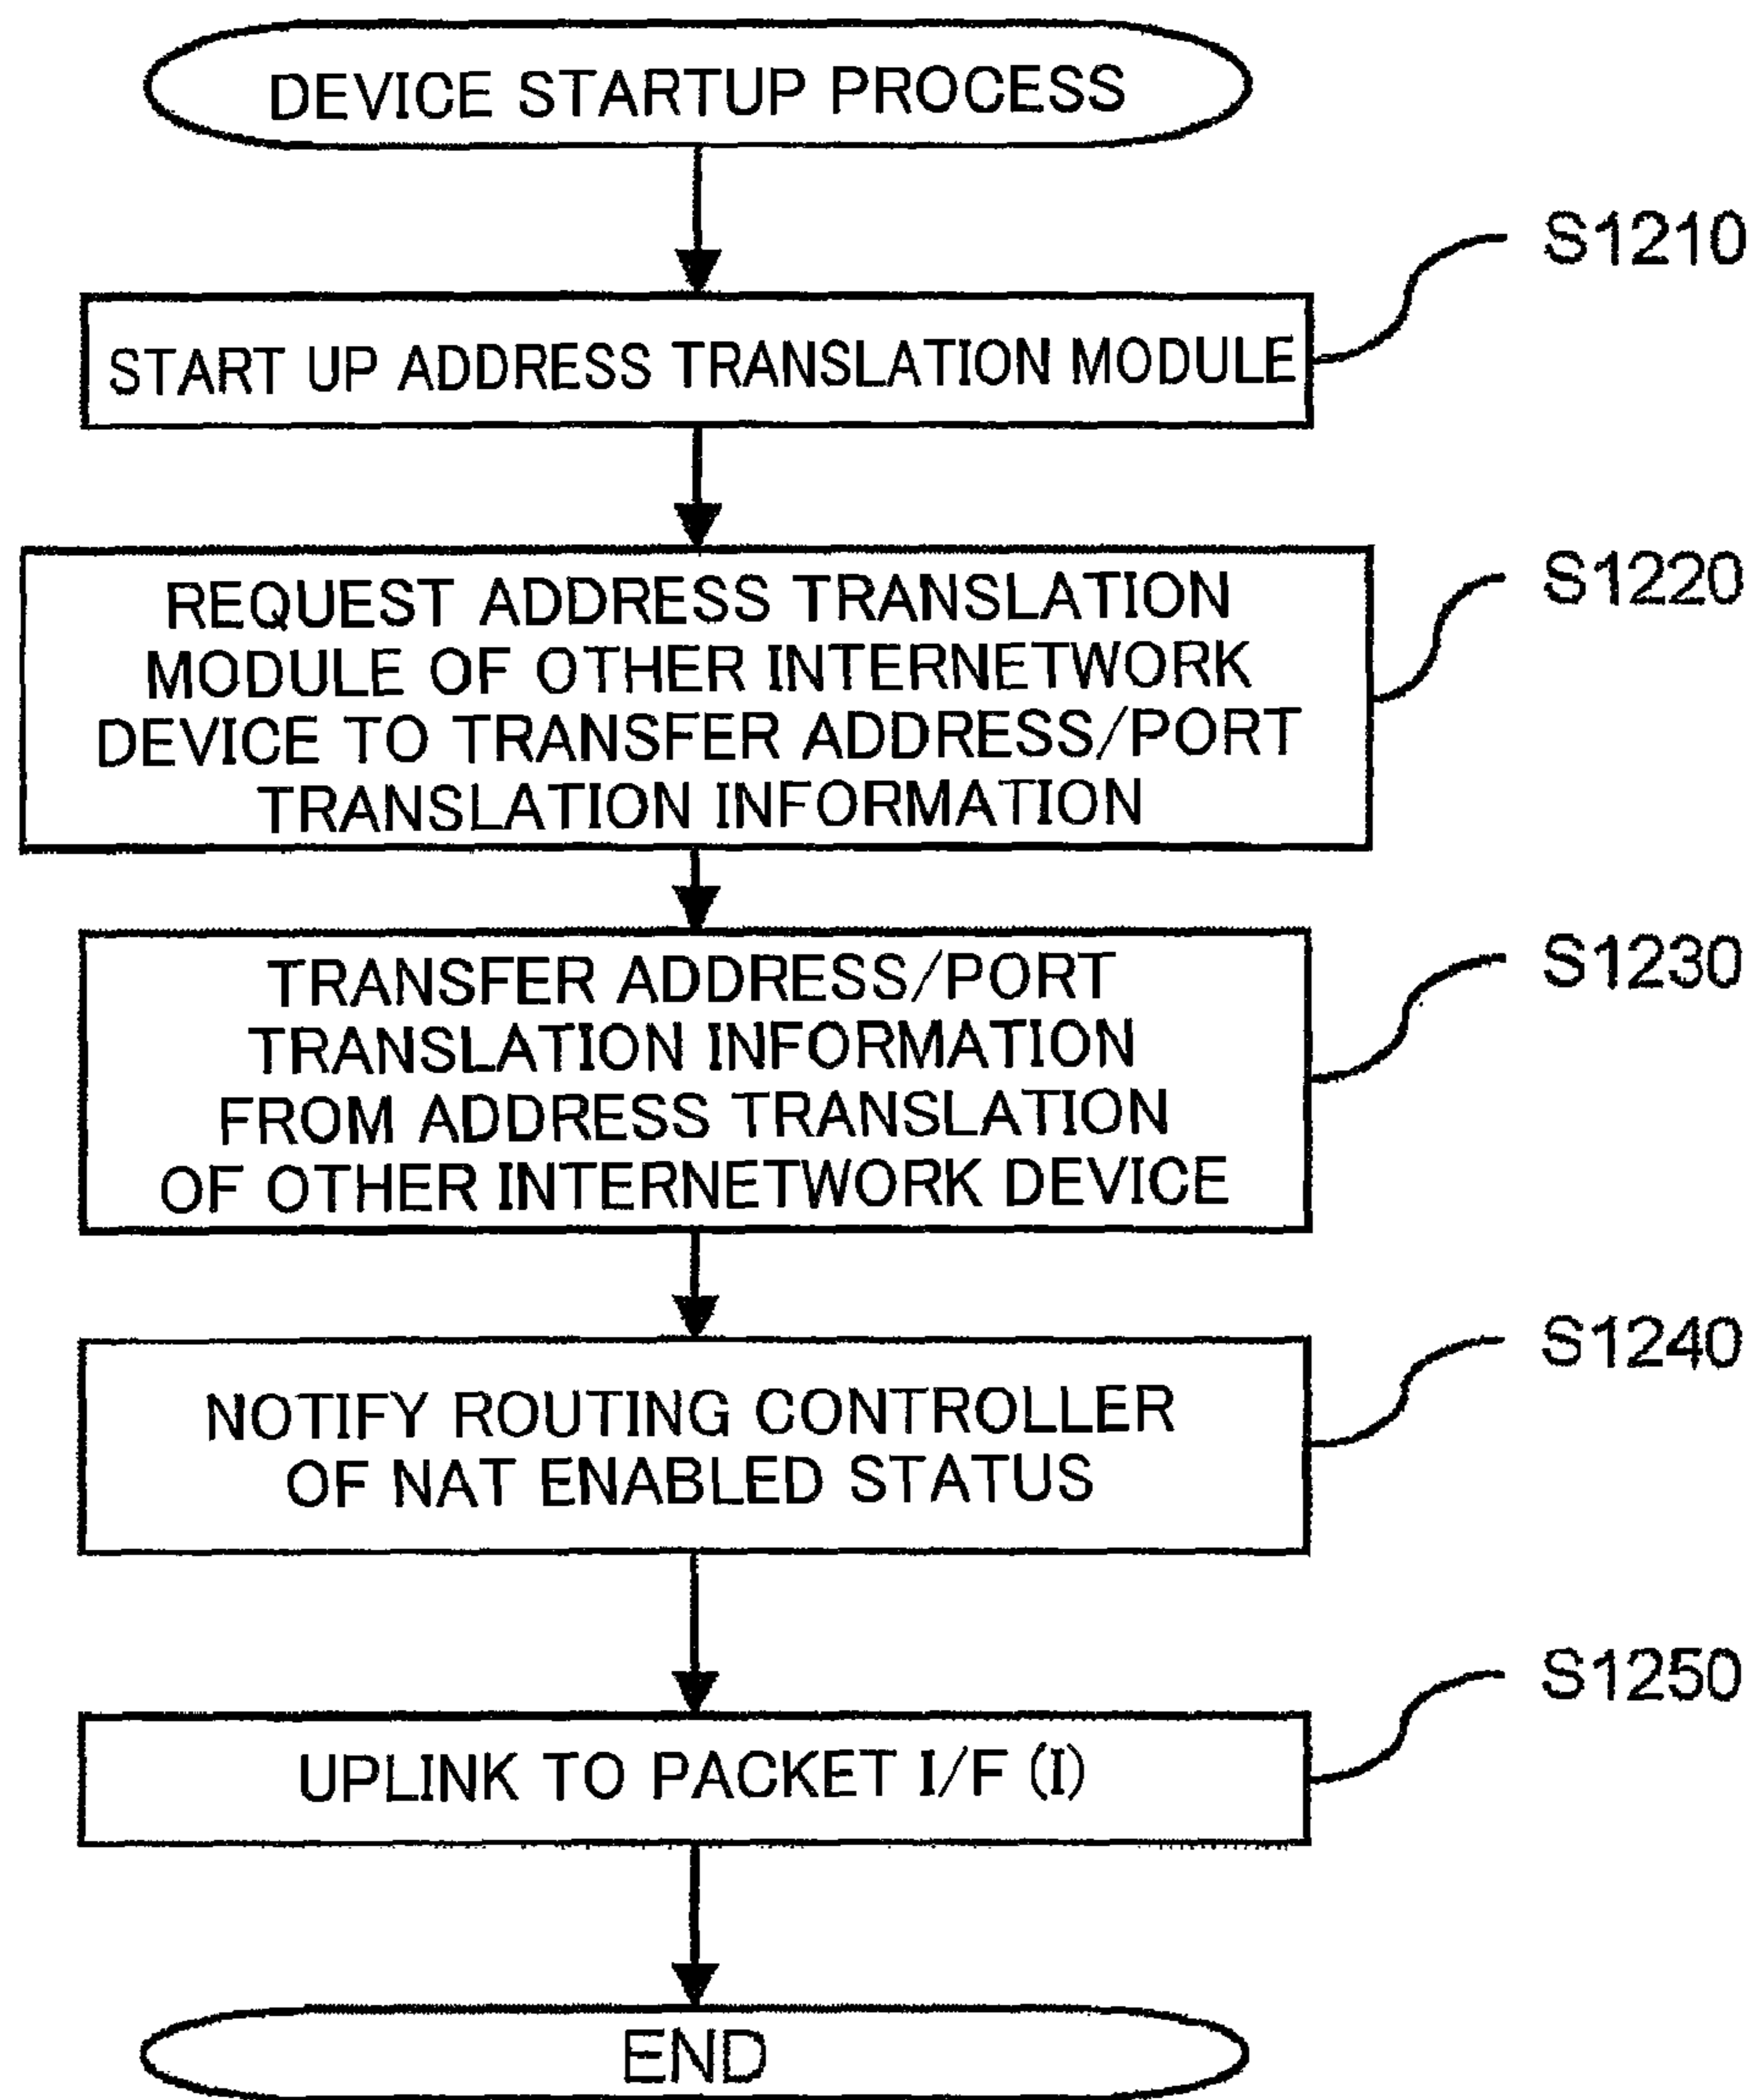 DEVICE STARTUP PROCESS
S1210
START UP ADDRESS TRANSLATION MODULE
S1220
REQUEST ADDRESS TRANSLATION
MODULE OF OTHER INTERNETWORK
DEVICE TO TRANSFER ADDRESS/PORT
TRANSLATION INFORMATION
S1230
TRANSFER ADDRESS/PORT
TRANSLATION INFORMATION
FROM ADDRESS TRANSLATION
OF OTHER INTERNETWORK DEVICE
S1240
NOTIFY ROUTING CONTROLLER
OF NAT ENABLED STATUS
S1250
UPLINK TO PACKET I/F (I)
END